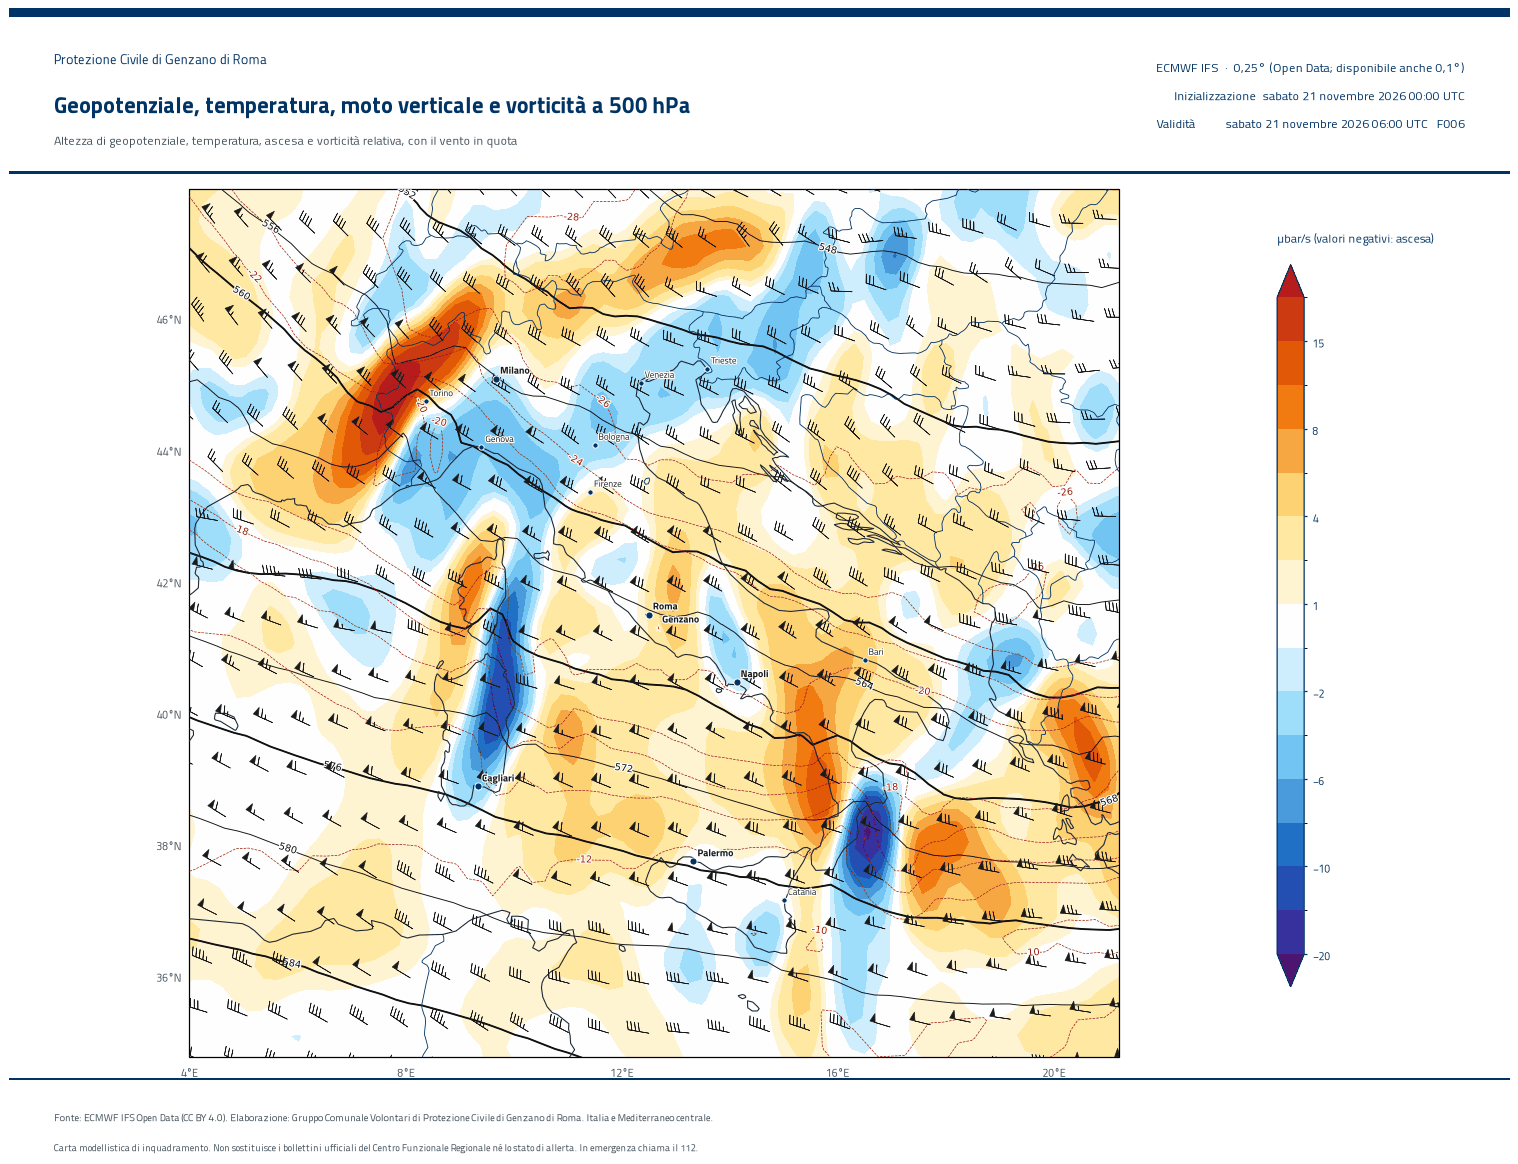 Protezione Civile di Genzano di Roma
Geopotenziale, temperatura, moto verticale e vorticità a 500 hPa
Altezza di geopotenziale, temperatura, ascesa e vorticità relativa, con il vento in quota
ECMWF IFS · 0,25° (Open Data; disponibile anche 0,1°)
Inizializzazione sabato 21 novembre 2026 00:00 UTC
Validità sabato 21 novembre 2026 06:00 UTC F006
µbar/s (valori negativi: ascesa)
15
8
4
1
−2
−6
−10
−20
552
556
-28
548
-22
560
46°N
Trieste
Milano
Venezia
Torino
-20
-26
-20
Genova
Bologna
44°N
-24
Firenze
-26
-18
42°N
Roma
Genzano
Bari
Napoli
564
-20
40°N
576
572
Cagliari
-18
568
38°N
580
Palermo
-12
Catania
-10
-10
584
36°N
4°E
8°E
12°E
16°E
20°E
Fonte: ECMWF IFS Open Data (CC BY 4.0). Elaborazione: Gruppo Comunale Volontari di Protezione Civile di Genzano di Roma. Italia e Mediterraneo centrale.
Carta modellistica di inquadramento. Non sostituisce i bollettini ufficiali del Centro Funzionale Regionale né lo stato di allerta. In emergenza chiama il 112.